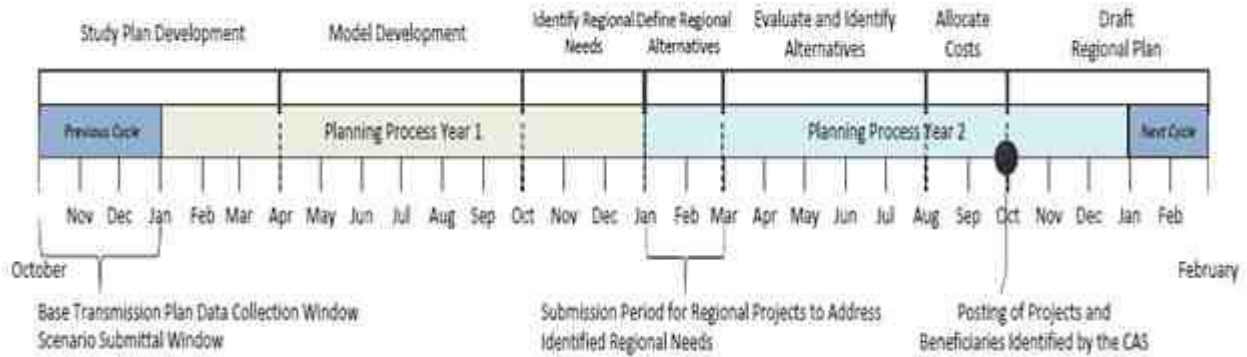 Study Plan Development
Model Development
Identify Regional
Needs
Define Regional
Alternatives
Evaluate and Identify
Alternatives
Allocate
Costs
Draft
Regional Plan
Previous Cycle
Planning Process Year 1
Planning Process Year 2
Next Cycle
Nov Dec Jan Feb Mar Apr May Jun Jul Aug Sep Oct Nov Dec Jan Feb Mar Apr May Jun Jul Aug Sep Oct Nov Dec Jan Feb
October
February
Base Transmission Plan Data Collection Window
Scenario Submittal Window
Submission Period for Regional Projects to Address
Identified Regional Needs
Posting of Projects and
Beneficiaries Identified by the CAS